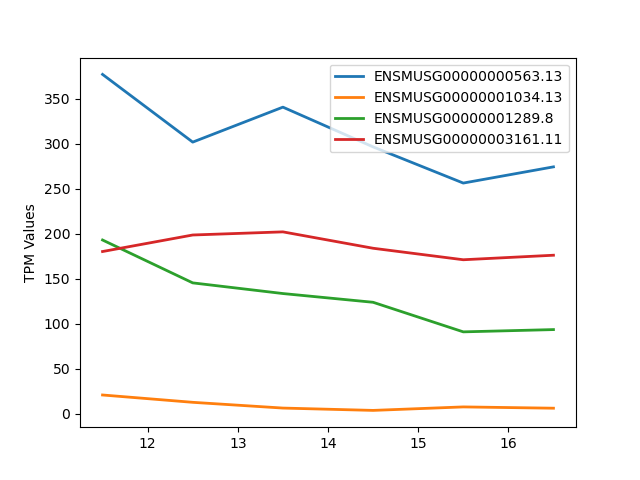 ENSMUSG00000000563.13
ENSMUSG00000001034.13
ENSMUSG00000001289.8
ENSMUSG00000003161.11
TPM Values
350
300
250
200
150
100
50
0
12 13 14 15 16